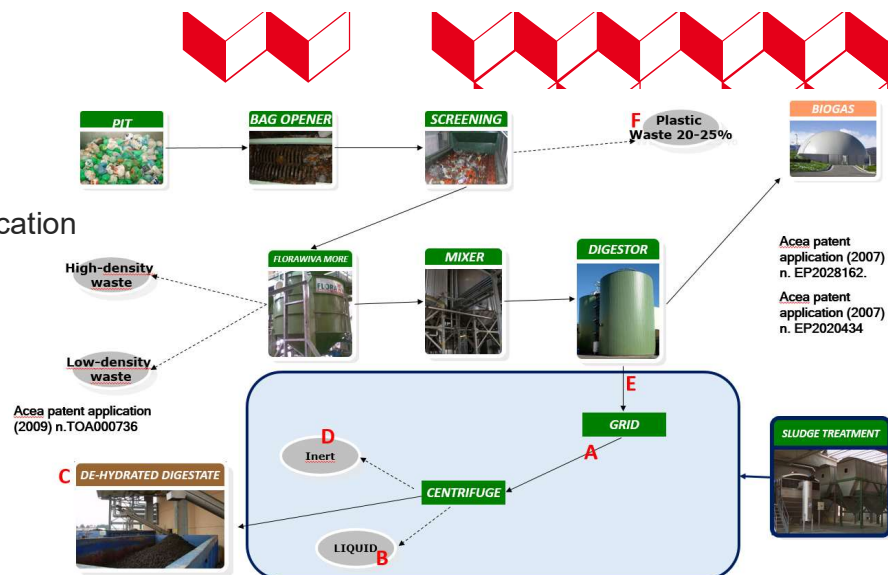 PIT
BAG OPENER
SCREENING
F
Plastic
Waste 20-25%
BIOGAS
cation
High-density
waste
FLORAWIVA MORE
MIXER
DIGESTOR
Acea patent
application (2007)
n. EP2028162.
Acea patent
application (2007)
n. EP2020434
Low-density
waste
Acea patent application
(2009) n.TOA000736
E
GRID
A
SLUDGE TREATMENT
D
Inert
C
DE-HYDRATED DIGESTATE
CENTRIFUGE
LIQUID
B